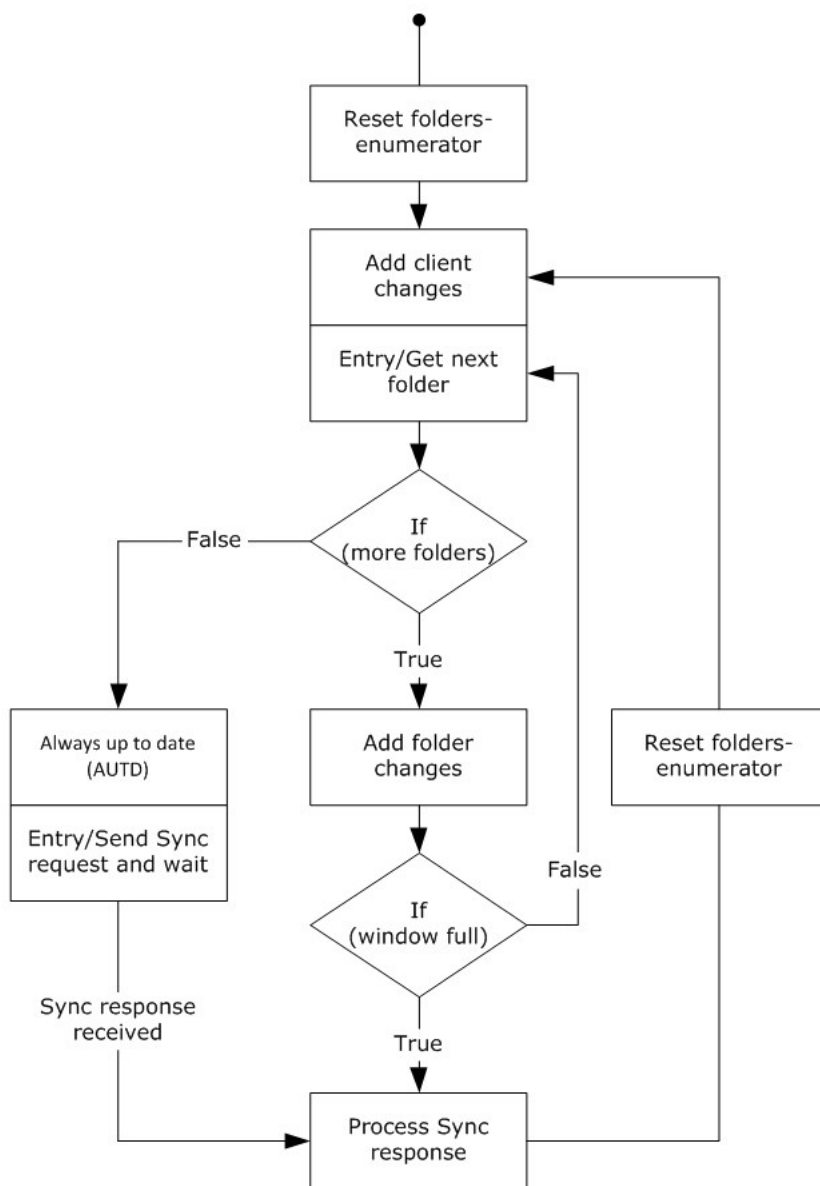 Reset folders-
enumerator
Add client
changes
Entry/Get next
folder
If
(more folders)
False
True
Always up to date
(AUTD)
Entry/Send Sync
request and wait
Add folder
changes
Reset folders-
enumerator
False
If
(window full)
Sync response
received
True
Process Sync
response